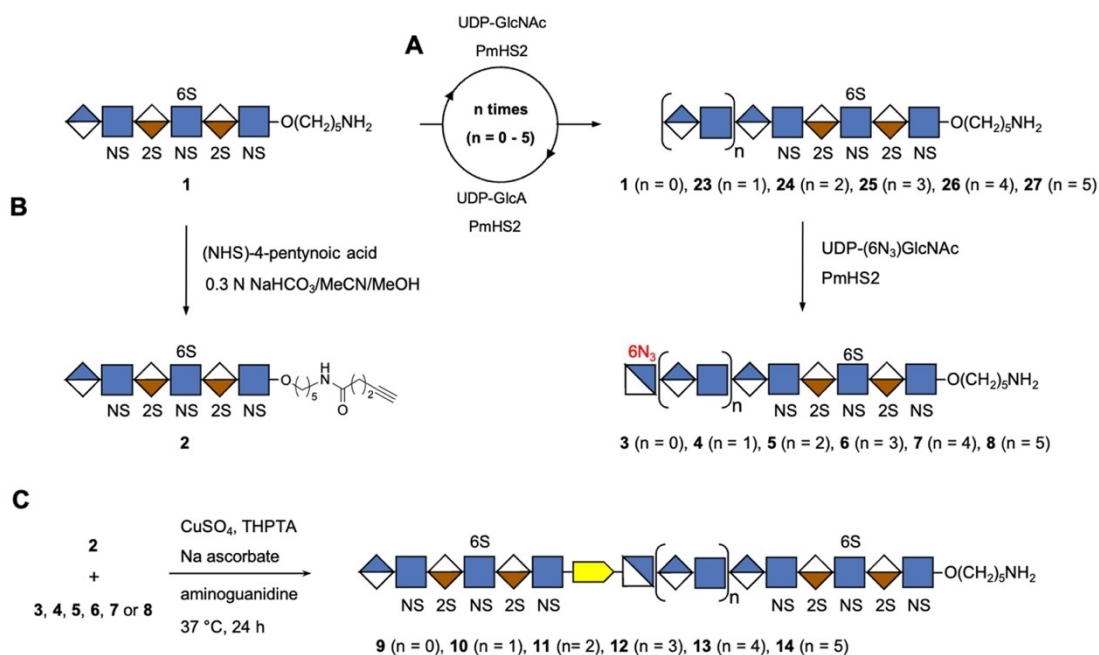 A
UDP-GlcNAc
PmHS2
n times
(n = 0 - 5)
UDP-GlcA
PmHS2
6S
O(CH₂)₅NH₂
NS 2S NS 2S NS
1
6S
O(CH₂)₅NH₂
n
NS 2S NS 2S NS
1 (n = 0), 23 (n = 1), 24 (n = 2), 25 (n = 3), 26 (n = 4), 27 (n = 5)
B
(NHS)-4-pentynoic acid
0.3 N NaHCO₃/MeCN/MeOH
UDP-(6N₃)GlcNAc
PmHS2
6S
O
5
H
N
O
2
NS 2S NS 2S NS
2
6N₃
6S
O(CH₂)₅NH₂
n
NS 2S NS 2S NS
3 (n = 0), 4 (n = 1), 5 (n = 2), 6 (n = 3), 7 (n = 4), 8 (n = 5)
C
2
+
3, 4, 5, 6, 7 or 8
CuSO₄, THPTA
Na ascorbate
aminoguanidine
37 °C, 24 h
6S
6S
O(CH₂)₅NH₂
n
NS 2S NS 2S NS
NS 2S NS 2S NS
9 (n = 0), 10 (n = 1), 11 (n= 2), 12 (n = 3), 13 (n = 4), 14 (n = 5)